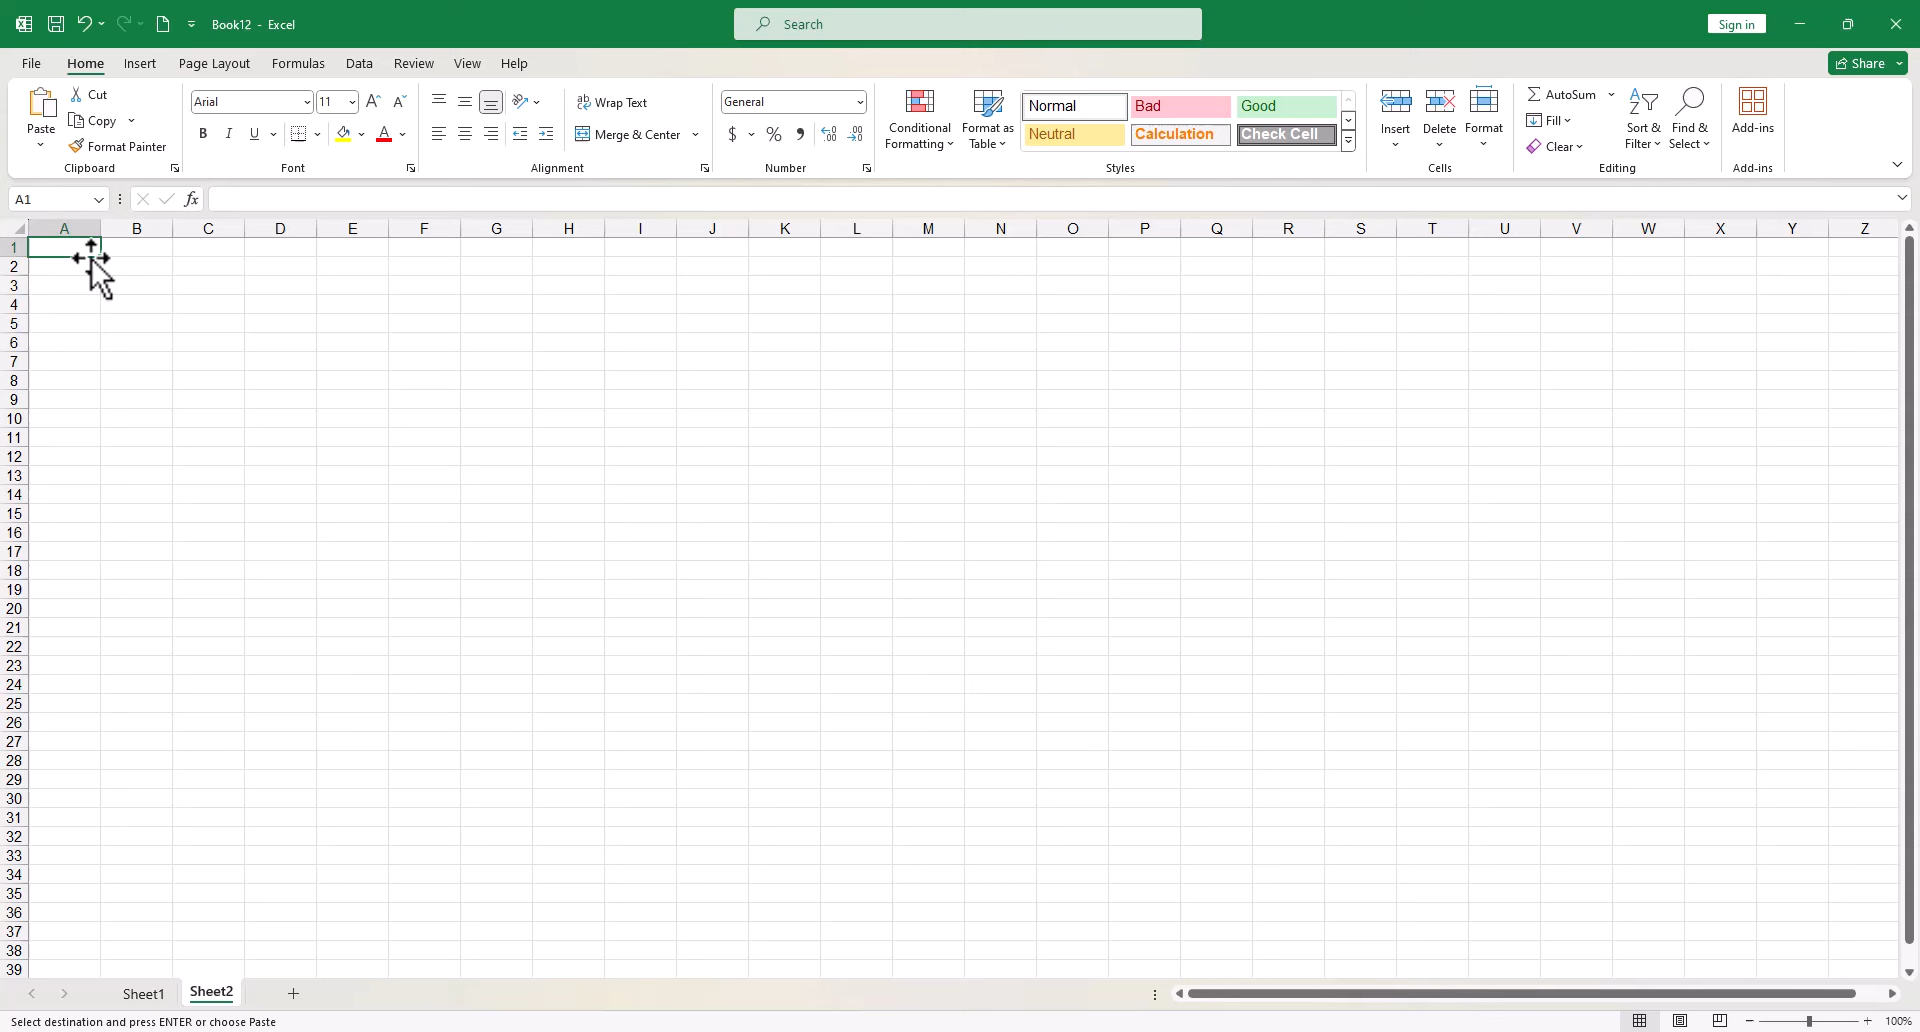 Book12 - Excel
Search
Sign in
File Home Insert Page Layout Formulas Data Review View Help
Share
Paste
Cut
Copy
Format Painter
Clipboard
Arial 11
B I U
Font
Wrap Text
Merge & Center
Alignment
General
$ % ,
Number
Conditional Formatting
Format as Table
Normal Bad Good
Neutral Calculation Check Cell
Styles
Insert Delete Format
Cells
AutoSum
Fill
Clear
Sort & Filter
Find & Select
Editing
Add-ins
Add-ins
A1 fx
A B C D E F G H I J K L M N O P Q R S T U V W X Y Z
1
2
3
4
5
6
7
8
9
10
11
12
13
14
15
16
17
18
19
20
21
22
23
24
25
26
27
28
29
30
31
32
33
34
35
36
37
38
39
Sheet1 Sheet2
Select destination and press ENTER or choose Paste
100%